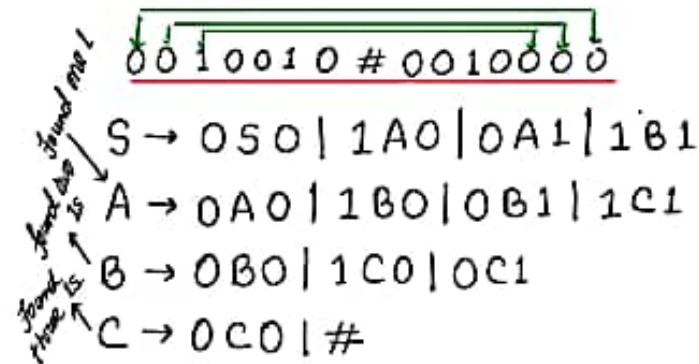 0010010#0010000
S → 0S0 | 1A0 | 0A1 | 1B1
A → 0A0 | 1B0 | 0B1 | 1C1
B → 0B0 | 1C0 | 0C1
C → 0C0 | #
found one 1
found two 1s
found three 1s